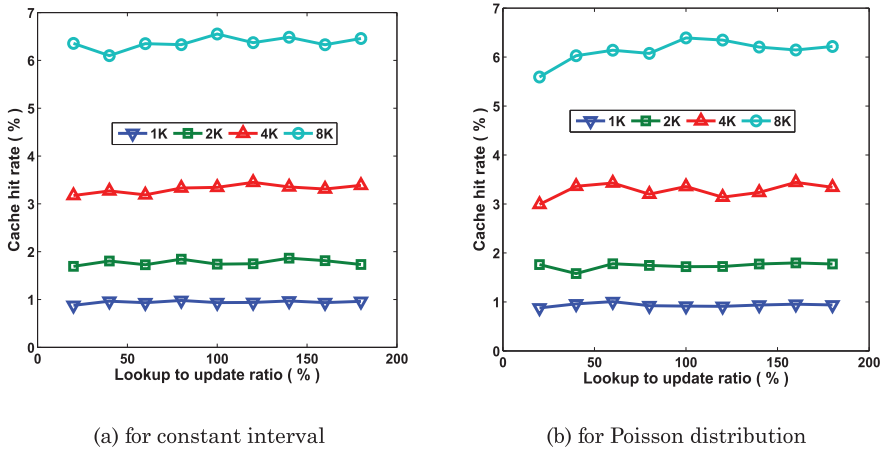 7
6
5
4
3
2
1
0
Cache hit rate ( % )
1K 2K 4K 8K
0 50 100 150 200
Lookup to update ratio ( % )
(a) for constant interval
7
6
5
4
3
2
1
0
Cache hit rate ( % )
1K 2K 4K 8K
0 50 100 150 200
Lookup to update ratio ( % )
(b) for Poisson distribution